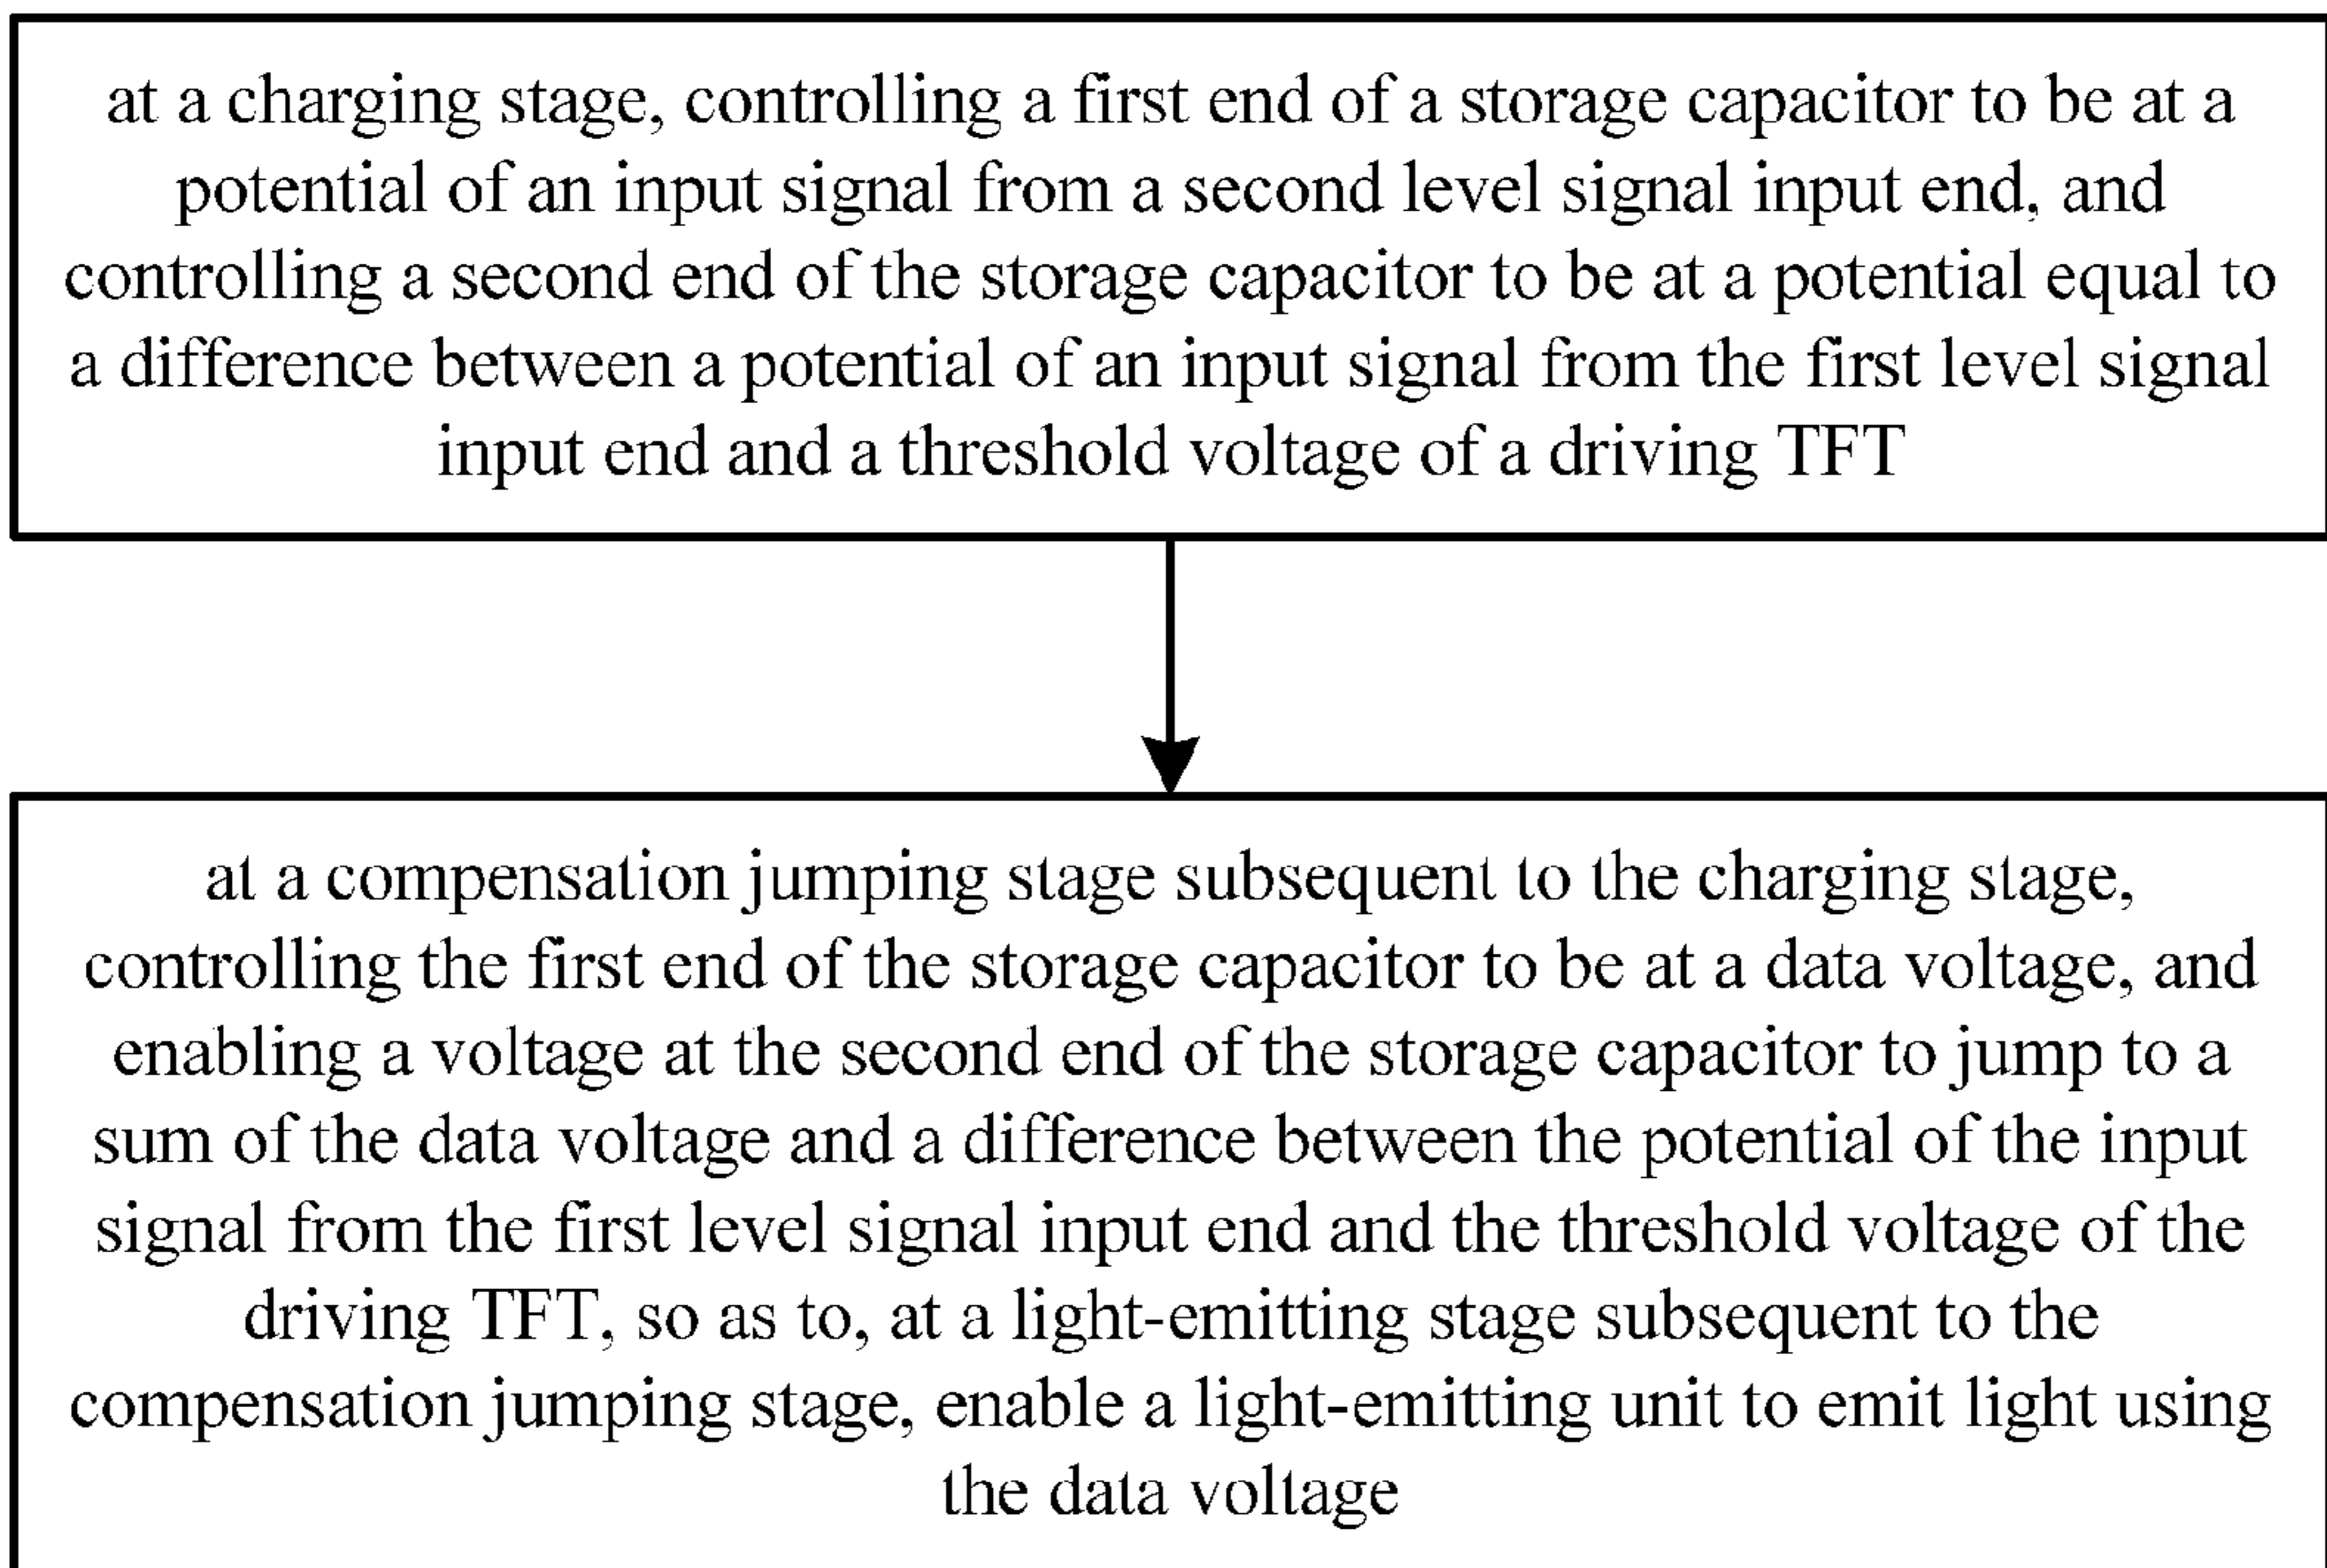 at a charging stage, controlling a first end of a storage capacitor to be at a
potential of an input signal from a second level signal input end, and
controlling a second end of the storage capacitor to be at a potential equal to
a difference between a potential of an input signal from the first level signal
input end and a threshold voltage of a driving TFT
at a compensation jumping stage subsequent to the charging stage,
controlling the first end of the storage capacitor to be at a data voltage, and
enabling a voltage at the second end of the storage capacitor to jump to a
sum of the data voltage and a difference between the potential of the input
signal from the first level signal input end and the threshold voltage of the
driving TFT, so as to, at a light-emitting stage subsequent to the
compensation jumping stage, enable a light-emitting unit to emit light using
the data voltage